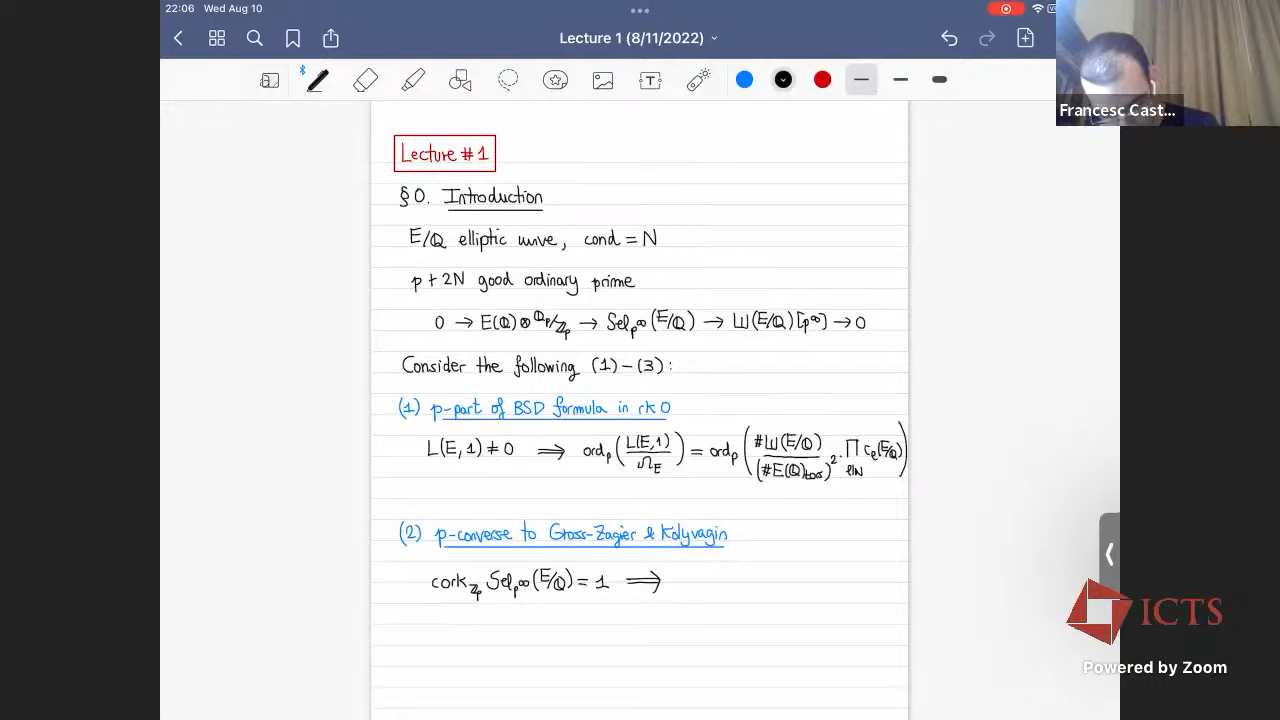 22:06 Wed Aug 10
Lecture 1 (8/11/2022)
Francesc Cast...
Lecture #1
§0. Introduction
E/ℚ elliptic curve, cond = N
p ∤ 2N good ordinary prime
0 → E(ℚ) ⊗ ℚp/ℤp → Selp∞(E/ℚ) → Ш(E/ℚ)[p∞] → 0
Consider the following (1) – (3):
(1) p-part of BSD formula in rk 0
L(E,1) ≠ 0 ⟹ ordp(L(E,1)/ΩE) = ordp(#Ш(E/ℚ)/(#E(ℚ)tors)² · ∏ℓ|N cℓ(E/ℚ))
(2) p-converse to Gross-Zagier & Kolyvagin
corkℤp Selp∞(E/ℚ) = 1 ⟹
ICTS
Powered by Zoom